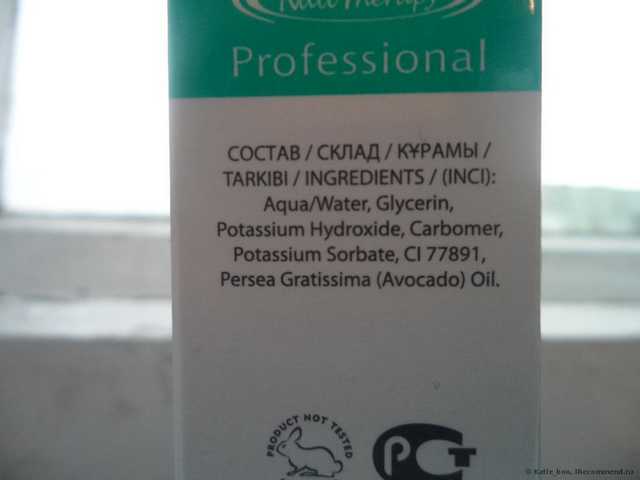 Professional
СОСТАВ / СКЛАД / ҚҰРАМЫ /
TARKIBI / INGREDIENTS / (INCI):
Aqua/Water, Glycerin,
Potassium Hydroxide, Carbomer,
Potassium Sorbate, CI 77891,
Persea Gratissima (Avocado) Oil.
PRODUCT NOT TESTED
РСТ
© Katie_kos, IRecommend.ru